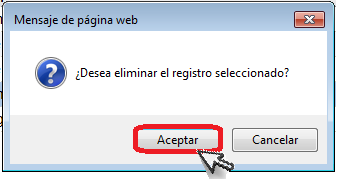 Mensaje de página web
¿Desea eliminar el registro seleccionado?
Aceptar
Cancelar